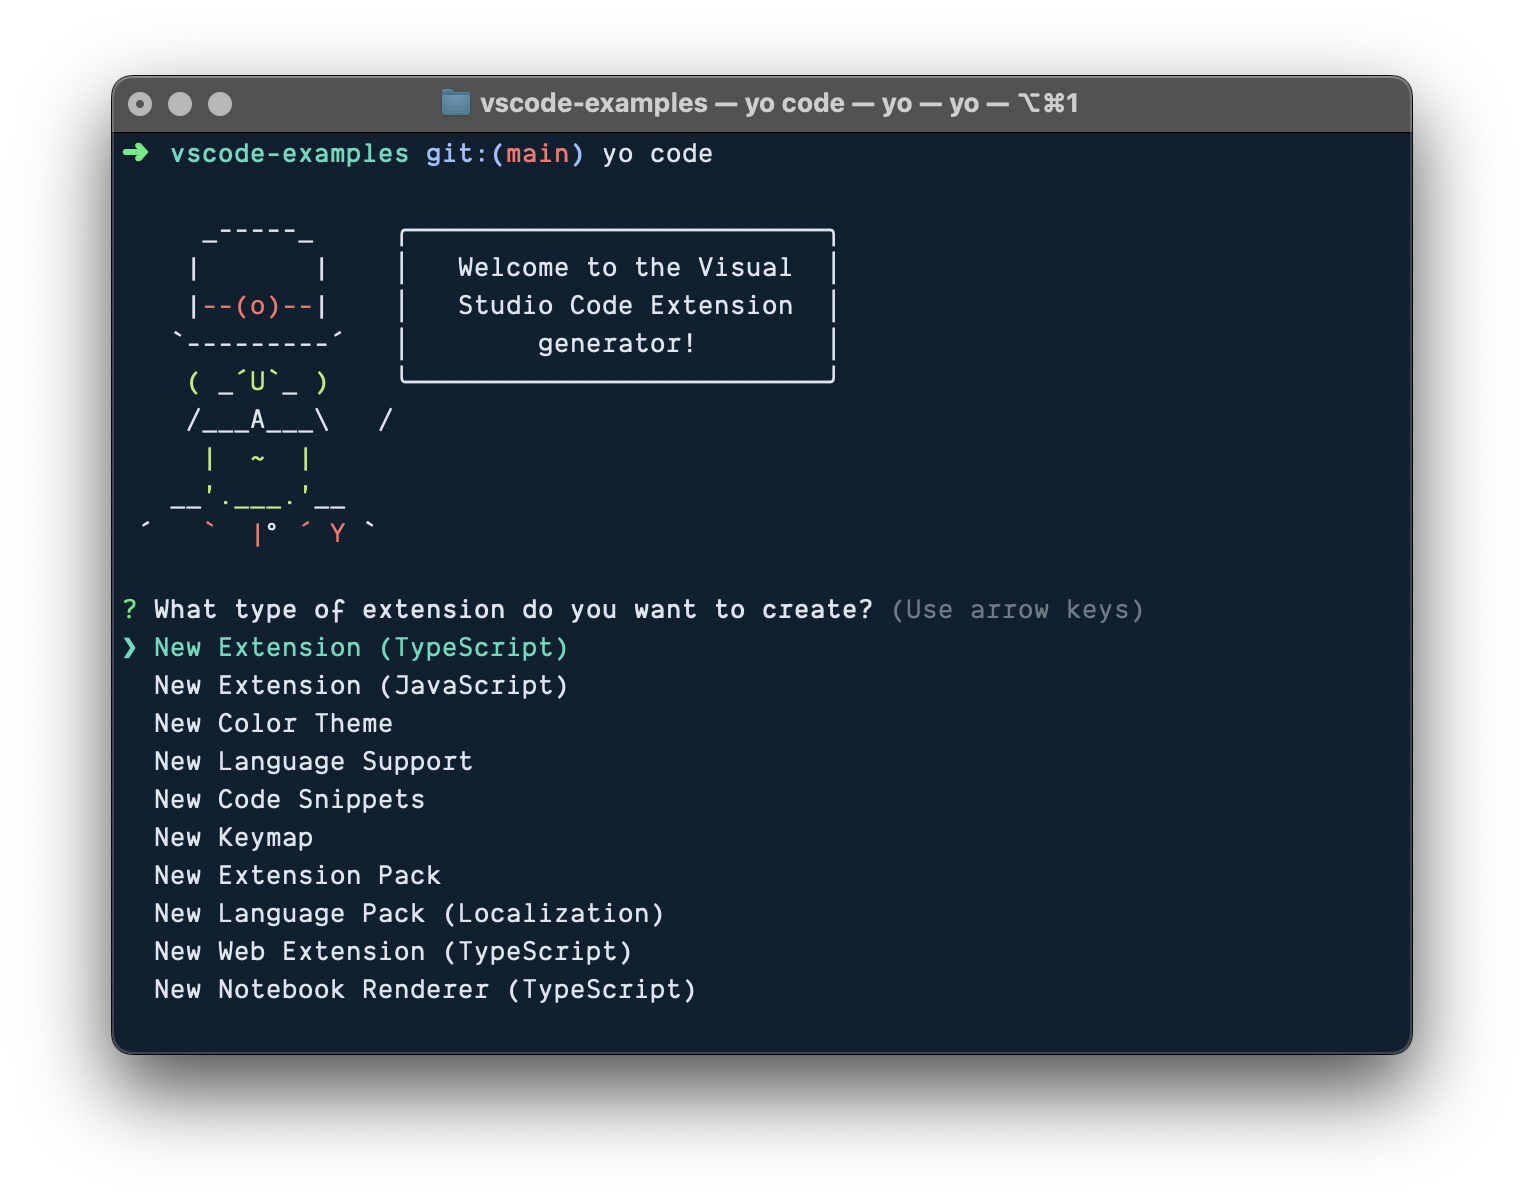 vscode-examples — yo code — yo — yo — ⌥⌘1
➜ vscode-examples git:(main) yo code
     _-----_     ╭──────────────────────────╮
    |       |    │   Welcome to the Visual  │
    |--(o)--|    │   Studio Code Extension  │
   `---------´   │        generator!        │
    ( _´U`_ )    ╰──────────────────────────╯
    /___A___\   /
     |  ~  |
   __'.___.'__
 ´   `  |° ´ Y `
? What type of extension do you want to create? (Use arrow keys)
❯ New Extension (TypeScript)
  New Extension (JavaScript)
  New Color Theme
  New Language Support
  New Code Snippets
  New Keymap
  New Extension Pack
  New Language Pack (Localization)
  New Web Extension (TypeScript)
  New Notebook Renderer (TypeScript)